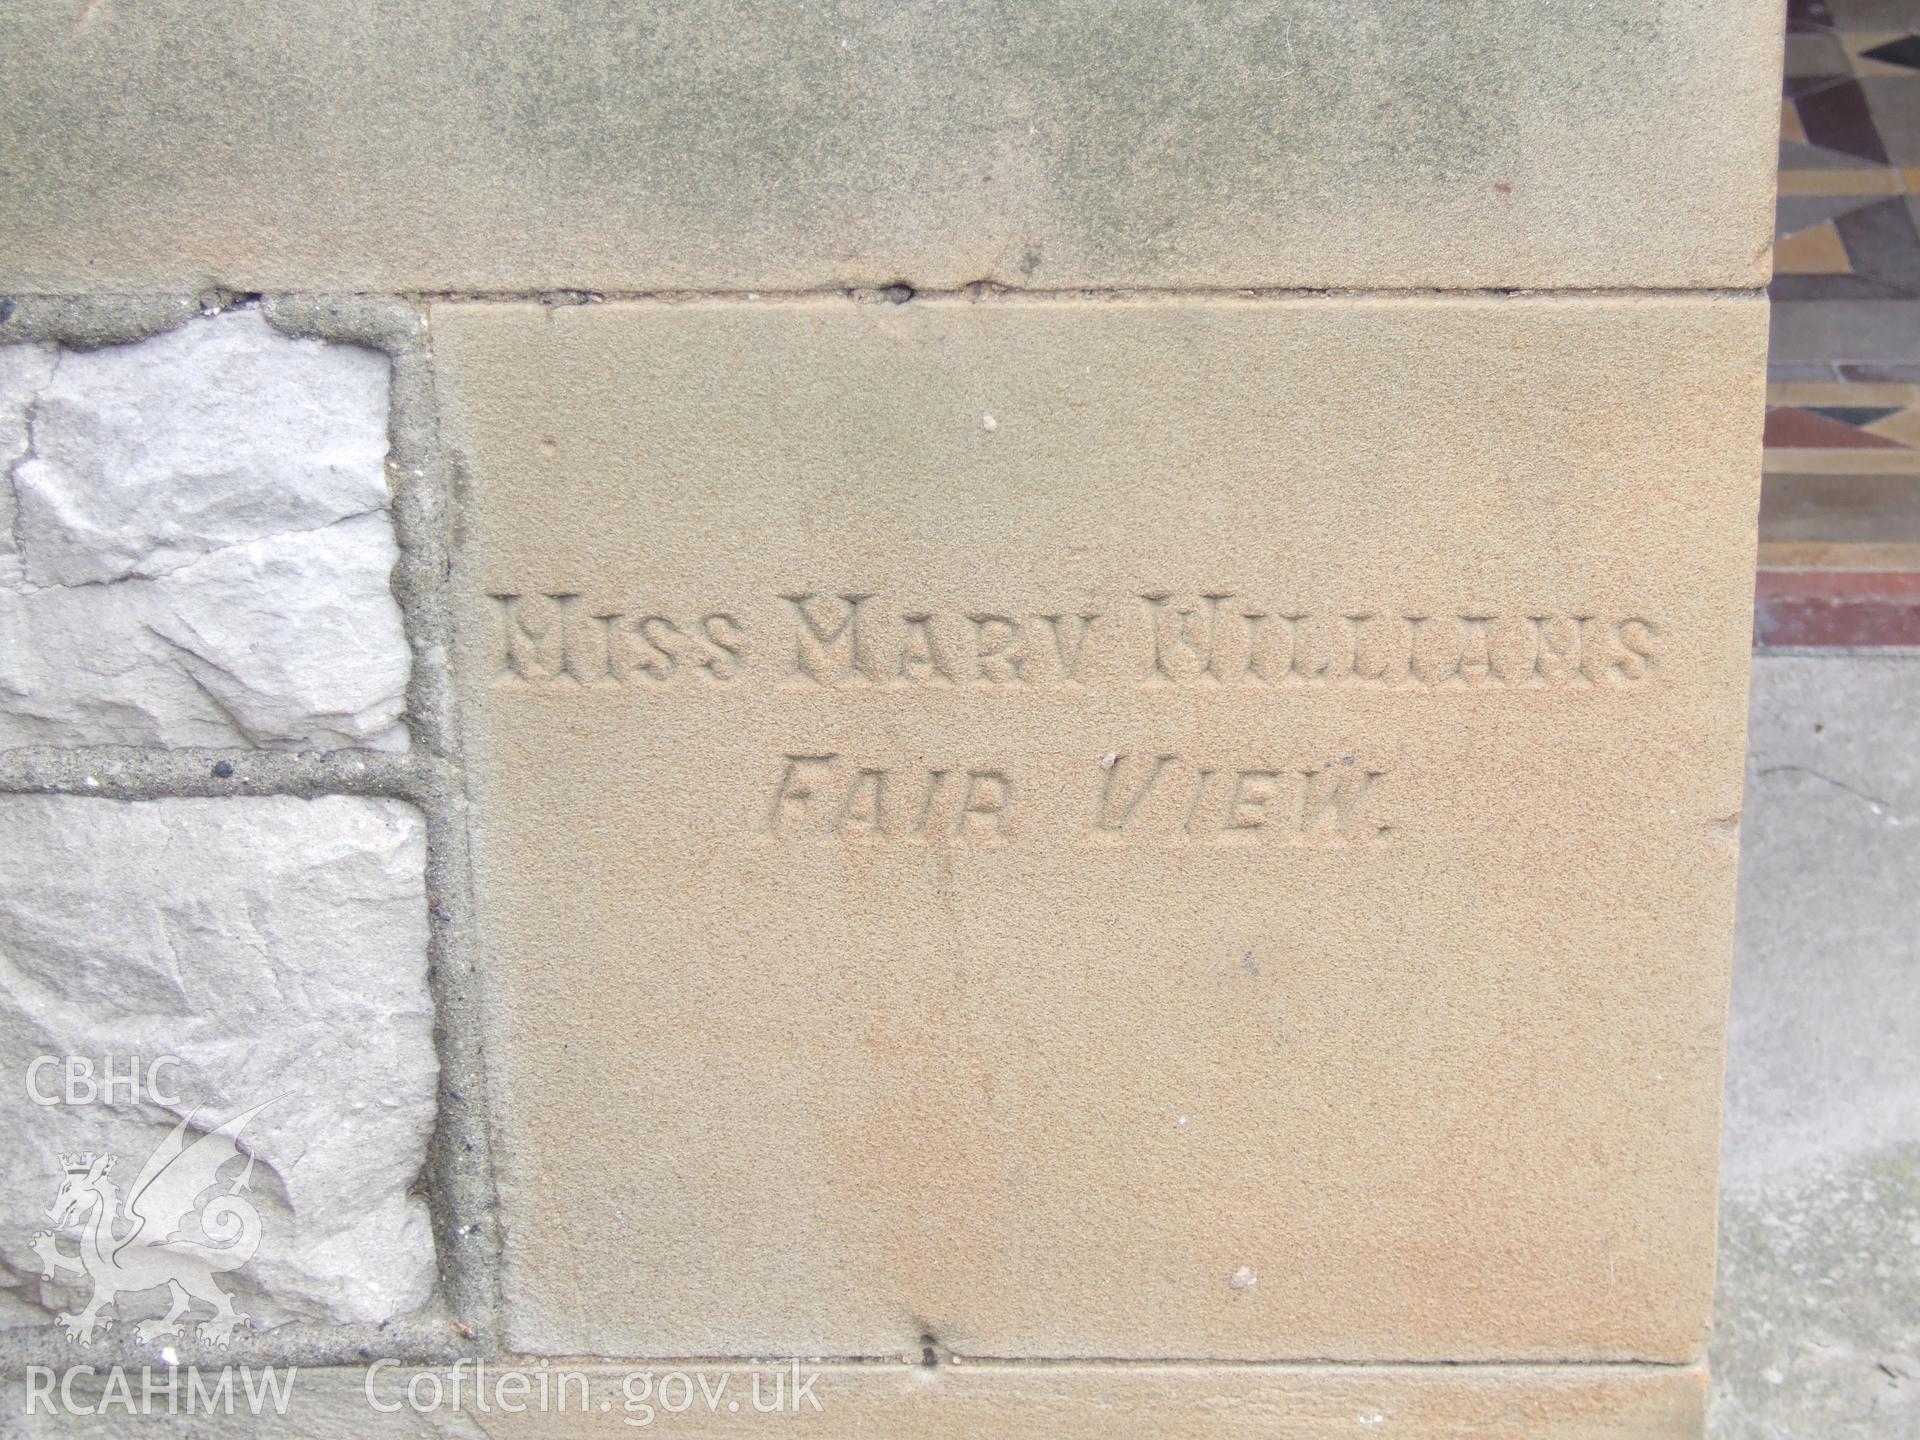 MISS MARY WILLIAMS
FAIR VIEW.
CBHC
RCAHMW Coflein.gov.uk